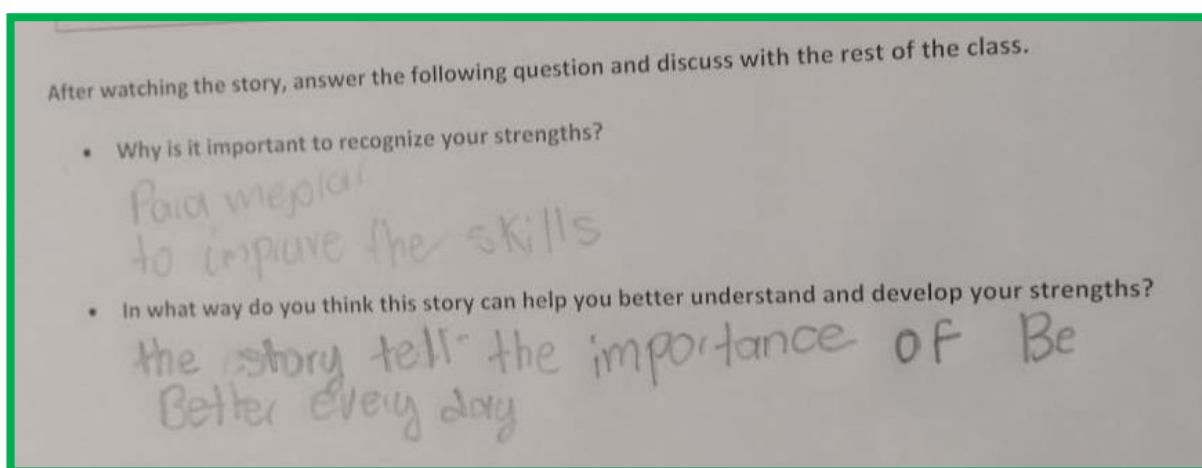 After watching the story, answer the following question and discuss with the rest of the class.
• Why is it important to recognize your strengths?
Para mejorar
to improve the skills
• In what way do you think this story can help you better understand and develop your strengths?
the story tell the importance of Be
Better every day